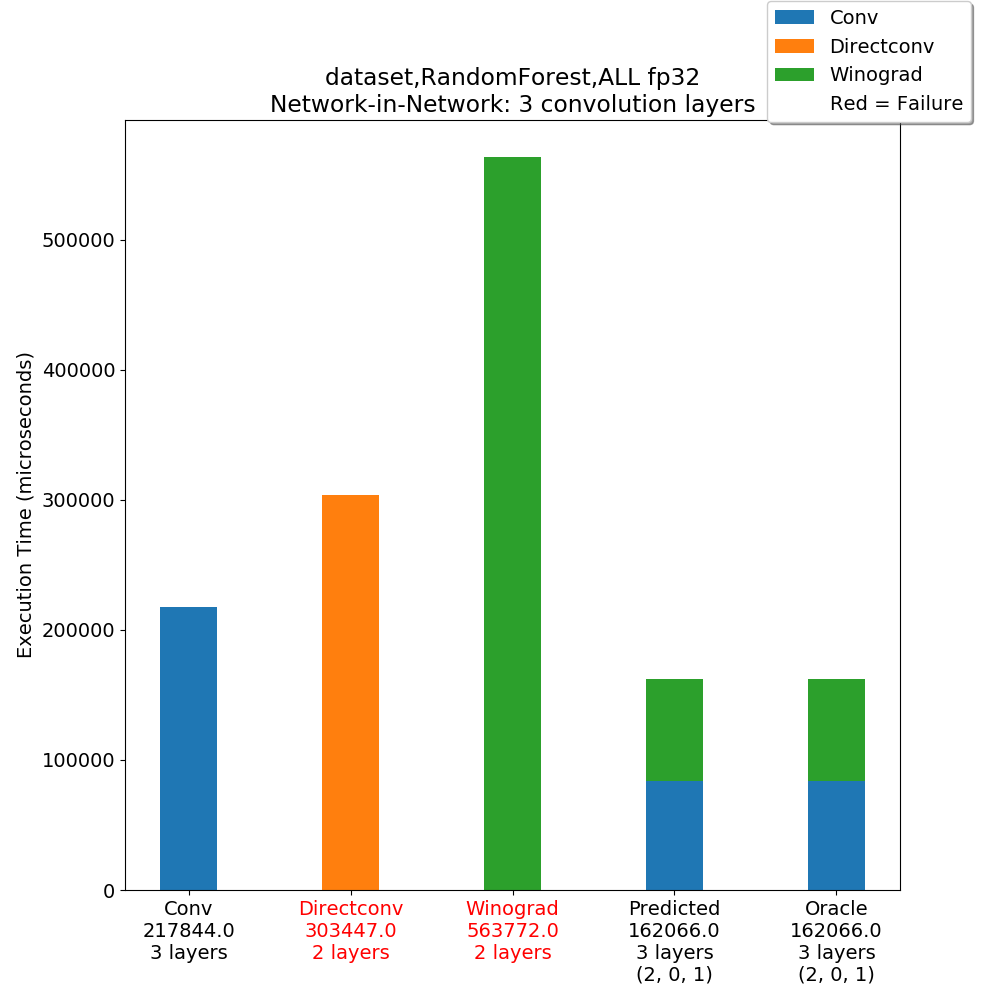 Conv
Directconv
Winograd
Red = Failure
dataset,RandomForest,ALL fp32
Network-in-Network: 3 convolution layers
Execution Time (microseconds)
500000
400000
300000
200000
100000
0
Conv
217844.0
3 layers
Directconv
303447.0
2 layers
Winograd
563772.0
2 layers
Predicted
162066.0
3 layers
(2, 0, 1)
Oracle
162066.0
3 layers
(2, 0, 1)